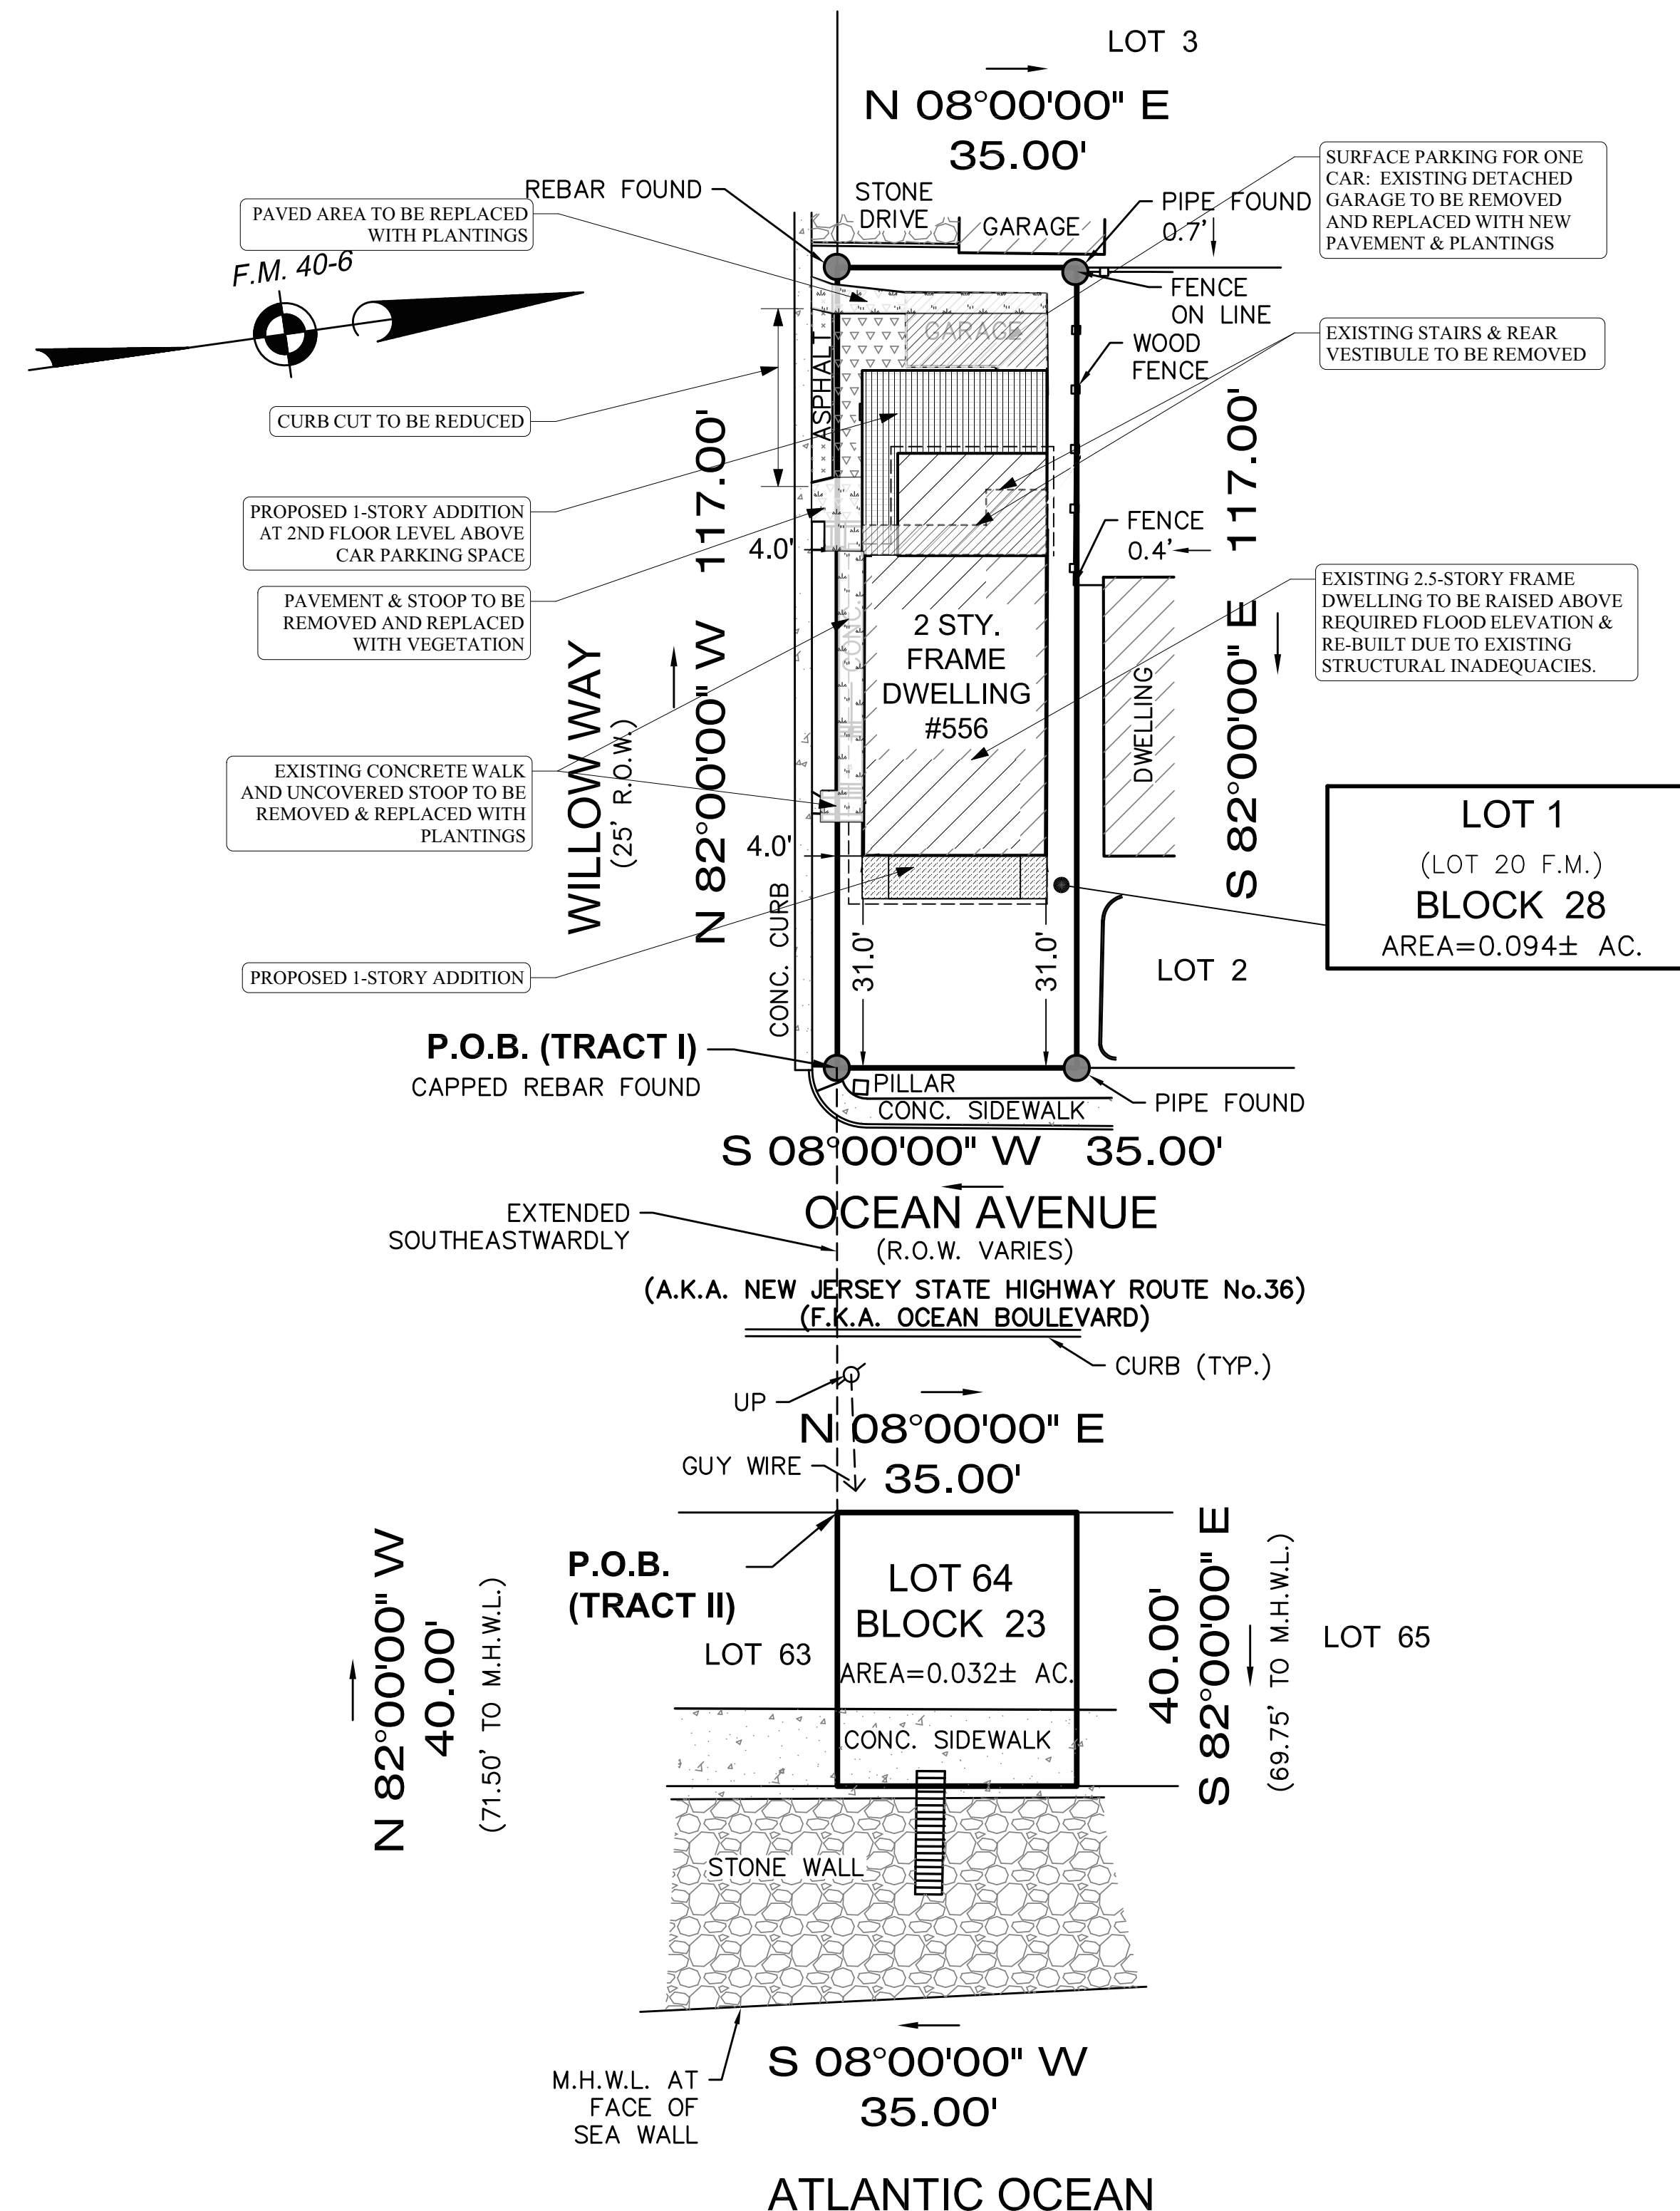 LOT 3
N 08°00'00" E
35.00'
REBAR FOUND
STONE
DRIVE
GARAGE
PIPE FOUND
0.7'
SURFACE PARKING FOR ONE
CAR: EXISTING DETACHED
GARAGE TO BE REMOVED
AND REPLACED WITH NEW
PAVEMENT & PLANTINGS
PAVED AREA TO BE REPLACED
WITH PLANTINGS
F.M. 40-6
FENCE
ON LINE
WOOD
FENCE
GARAGE
ASPHALT
EXISTING STAIRS & REAR
VESTIBULE TO BE REMOVED
CURB CUT TO BE REDUCED
PROPOSED 1-STORY ADDITION
AT 2ND FLOOR LEVEL ABOVE
CAR PARKING SPACE
PAVEMENT & STOOP TO BE
REMOVED AND REPLACED
WITH VEGETATION
EXISTING CONCRETE WALK
AND UNCOVERED STOOP TO BE
REMOVED & REPLACED WITH
PLANTINGS
PROPOSED 1-STORY ADDITION
WILLOW WAY
(25' R.O.W.)
N 82°00'00" W 117.00'
4.0'
4.0'
CONC. CURB
CONC.
2 STY.
FRAME
DWELLING
#556
FENCE
0.4'
DWELLING
S 82°00'00" E 117.00'
EXISTING 2.5-STORY FRAME
DWELLING TO BE RAISED ABOVE
REQUIRED FLOOD ELEVATION &
RE-BUILT DUE TO EXISTING
STRUCTURAL INADEQUACIES.
LOT 1
(LOT 20 F.M.)
BLOCK 28
AREA=0.094± AC.
31.0'
31.0'
LOT 2
P.O.B. (TRACT I)
CAPPED REBAR FOUND
PILLAR
CONC. SIDEWALK
PIPE FOUND
S 08°00'00" W 35.00'
EXTENDED
SOUTHEASTWARDLY
OCEAN AVENUE
(R.O.W. VARIES)
(A.K.A. NEW JERSEY STATE HIGHWAY ROUTE No.36)
(F.K.A. OCEAN BOULEVARD)
CURB (TYP.)
UP
N 08°00'00" E
35.00'
GUY WIRE
P.O.B.
(TRACT II)
N 82°00'00" W
40.00'
(71.50' TO M.H.W.L.)
LOT 63
LOT 64
BLOCK 23
AREA=0.032± AC.
CONC. SIDEWALK
40.00'
S 82°00'00" E
(69.75' TO M.H.W.L.)
LOT 65
STONE WALL
M.H.W.L. AT
FACE OF
SEA WALL
S 08°00'00" W
35.00'
ATLANTIC OCEAN